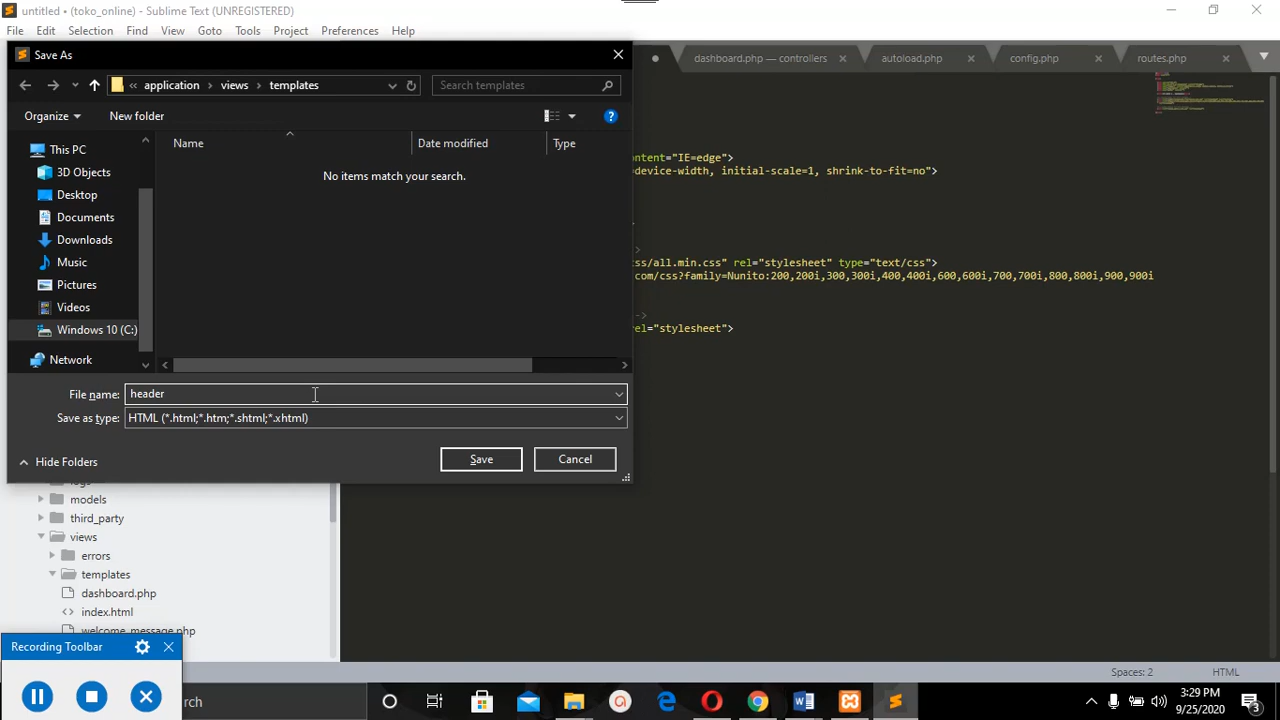 untitled • (toko_online) - Sublime Text (UNREGISTERED)
File Edit Selection Find View Goto Tools Project Preferences Help
Save As
« application > views > templates
Search templates
dashboard.php — controllers
autoload.php
config.php
routes.php
Organize
New folder
Name
Date modified
Type
No items match your search.
This PC
3D Objects
Desktop
Documents
Downloads
Music
Pictures
Videos
Windows 10 (C:)
Network
ontent="IE=edge">
=device-width, initial-scale=1, shrink-to-fit=no">
ss/all.min.css" rel="stylesheet" type="text/css">
com/css?family=Nunito:200,200i,300,300i,400,400i,600,600i,700,700i,800,800i,900,900i
->
rel="stylesheet">
File name: header
Save as type: HTML (*.html;*.htm;*.shtml;*.xhtml)
Hide Folders
Save
Cancel
models
third_party
views
errors
templates
dashboard.php
index.html
welcome_message.php
Recording Toolbar
Spaces: 2
HTML
rch
3:29 PM
9/25/2020
3